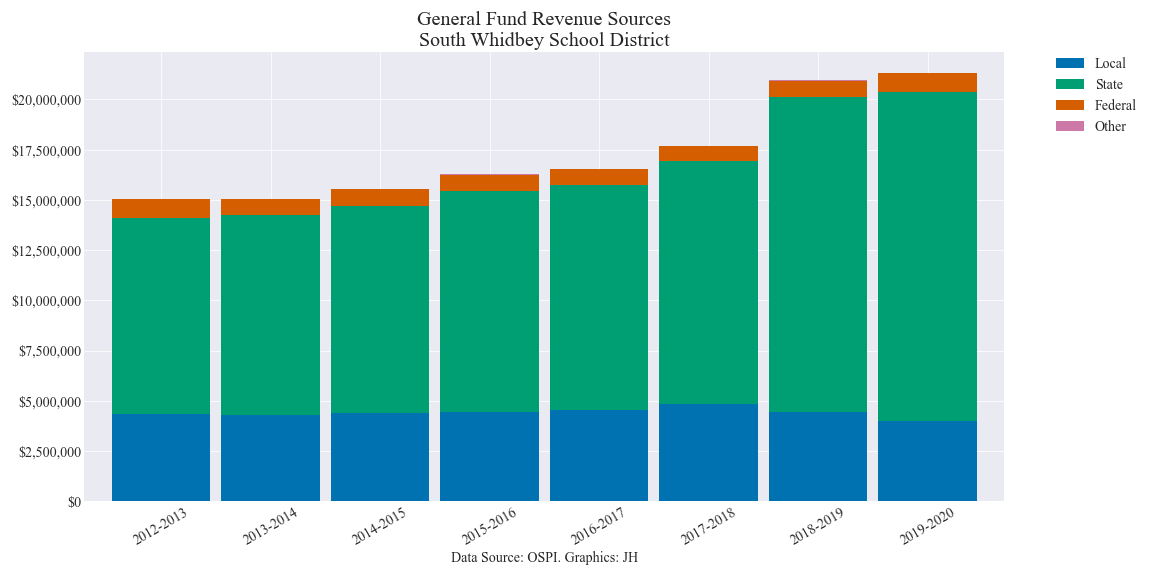 General Fund Revenue Sources
South Whidbey School District
Local
State
Federal
Other
$20,000,000
$17,500,000
$15,000,000
$12,500,000
$10,000,000
$7,500,000
$5,000,000
$2,500,000
$0
2012-2013
2013-2014
2014-2015
2015-2016
2016-2017
2017-2018
2018-2019
2019-2020
Data Source: OSPI. Graphics: JH